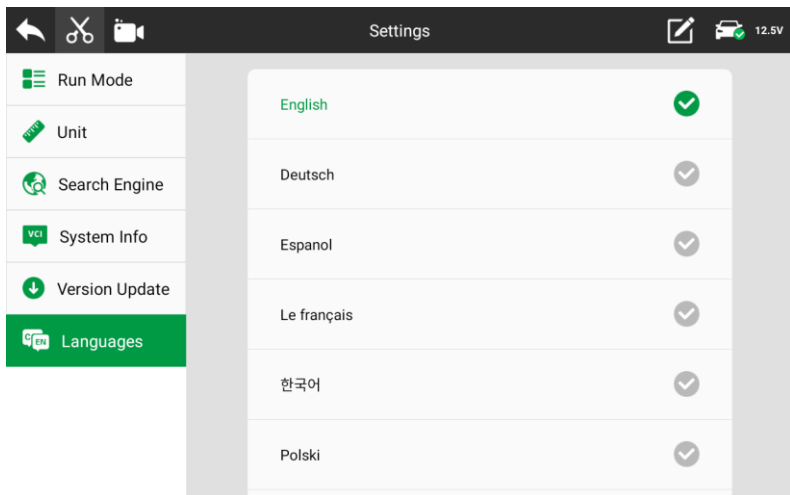 Settings
12.5V
Run Mode
Unit
Search Engine
VCI
System Info
Version Update
C EN
Languages
English
Deutsch
Espanol
Le français
한국어
Polski